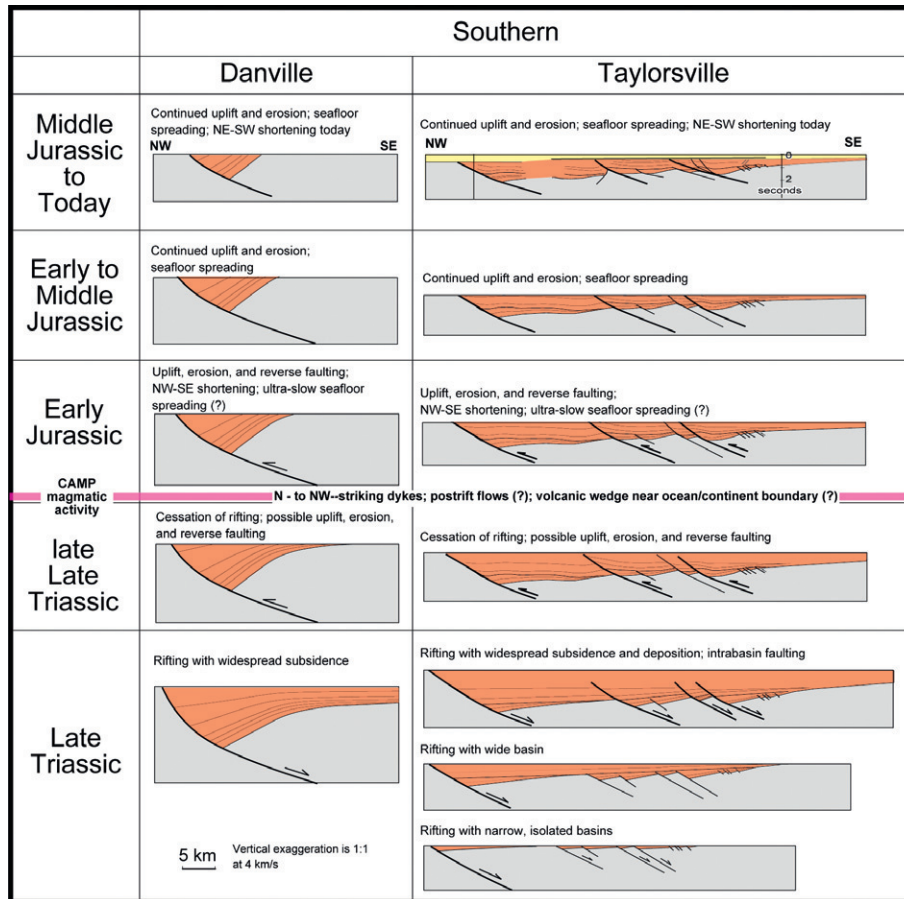 Southern
Danville
Taylorsville
Middle
Jurassic
to
Today
Continued uplift and erosion; seafloor
spreading; NE-SW shortening today
NW
SE
Continued uplift and erosion; seafloor spreading; NE-SW shortening today
NW
SE
0
2
seconds
Early to
Middle
Jurassic
Continued uplift and erosion;
seafloor spreading
Continued uplift and erosion; seafloor spreading
Early
Jurassic
Uplift, erosion, and reverse faulting;
NW-SE shortening; ultra-slow seafloor
spreading (?)
Uplift, erosion, and reverse faulting;
NW-SE shortening; ultra-slow seafloor spreading (?)
CAMP
magmatic
activity
N - to NW--striking dykes; postrift flows (?); volcanic wedge near ocean/continent boundary (?)
late
Late
Triassic
Cessation of rifting; possible uplift, erosion,
and reverse faulting
Cessation of rifting; possible uplift, erosion, and reverse faulting
Late
Triassic
Rifting with widespread subsidence
5 km
Vertical exaggeration is 1:1
at 4 km/s
Rifting with widespread subsidence and deposition; intrabasin faulting
Rifting with wide basin
Rifting with narrow, isolated basins